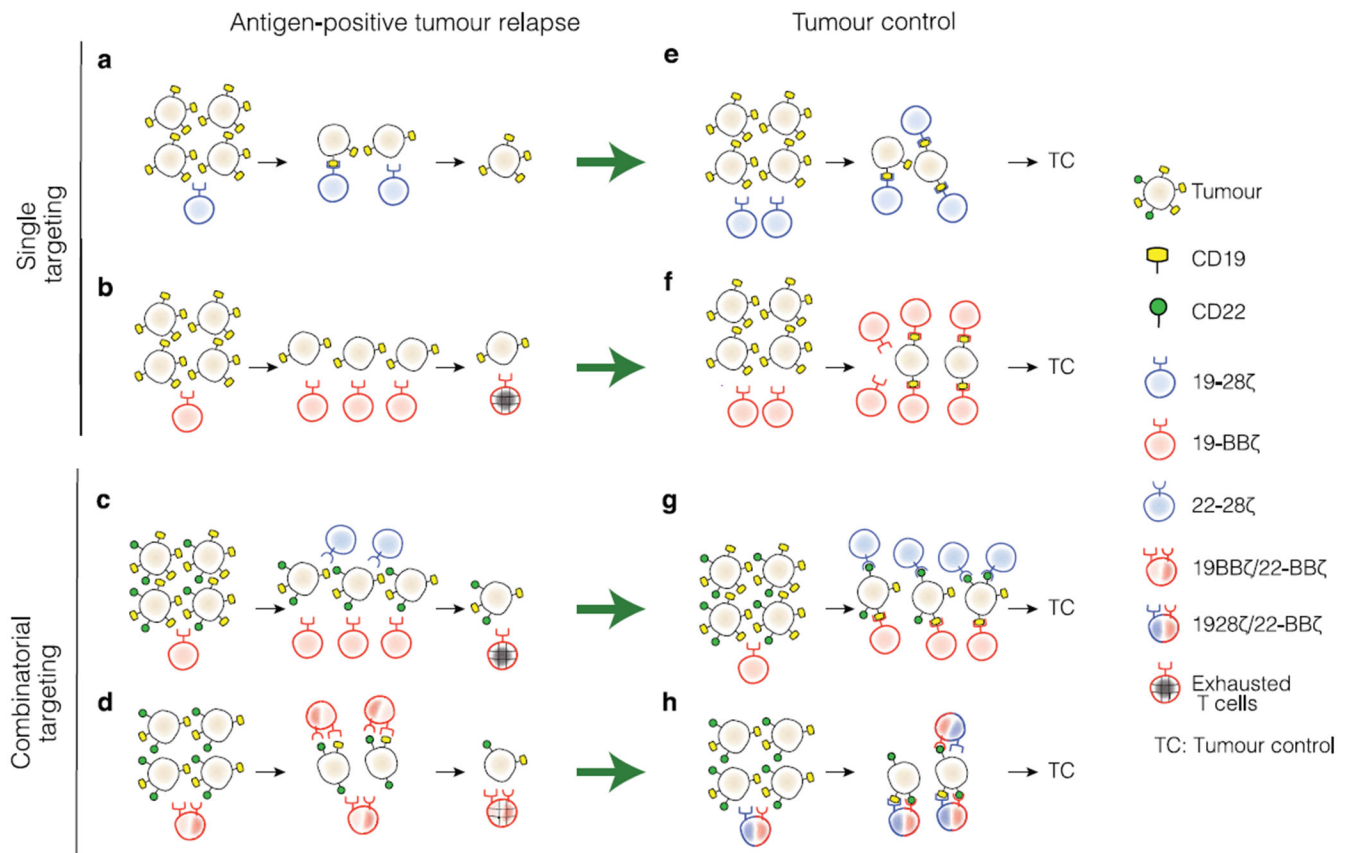 Antigen-positive tumour relapse
Tumour control
Single
targeting
a
e
TC
b
f
TC
Combinatorial
targeting
c
g
TC
d
h
TC
Tumour
CD19
CD22
19-28ζ
19-BBζ
22-28ζ
19BBζ/22-BBζ
1928ζ/22-BBζ
Exhausted
T cells
TC: Tumour control